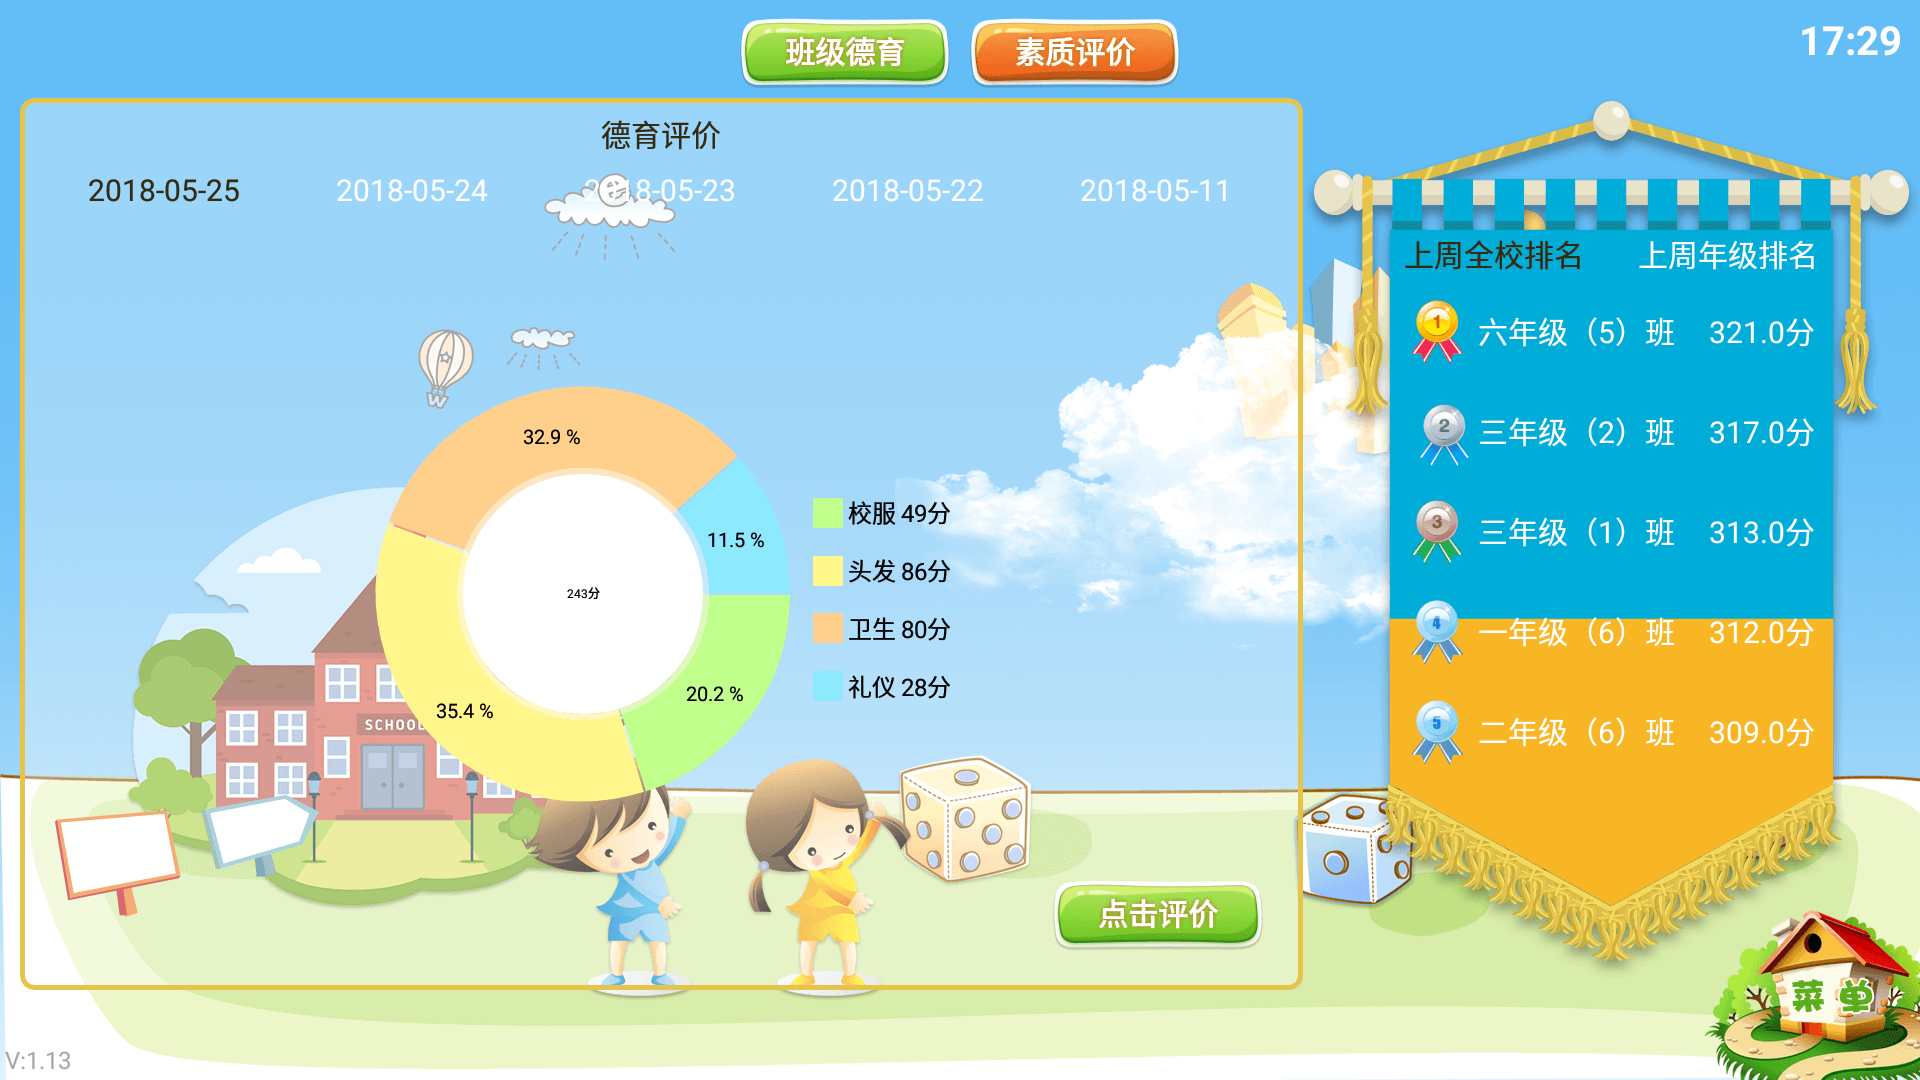 班级德育
素质评价
17:29
德育评价
2018-05-25
2018-05-24
2018-05-23
2018-05-22
2018-05-11
上周全校排名
上周年级排名
1 六年级（5）班 321.0分
2 三年级（2）班 317.0分
3 三年级（1）班 313.0分
4 一年级（6）班 312.0分
5 二年级（6）班 309.0分
W
32.9 %
11.5 %
243分
20.2 %
35.4 %
校服 49分
头发 86分
卫生 80分
礼仪 28分
SCHOOL
点击评价
菜单
V:1.13